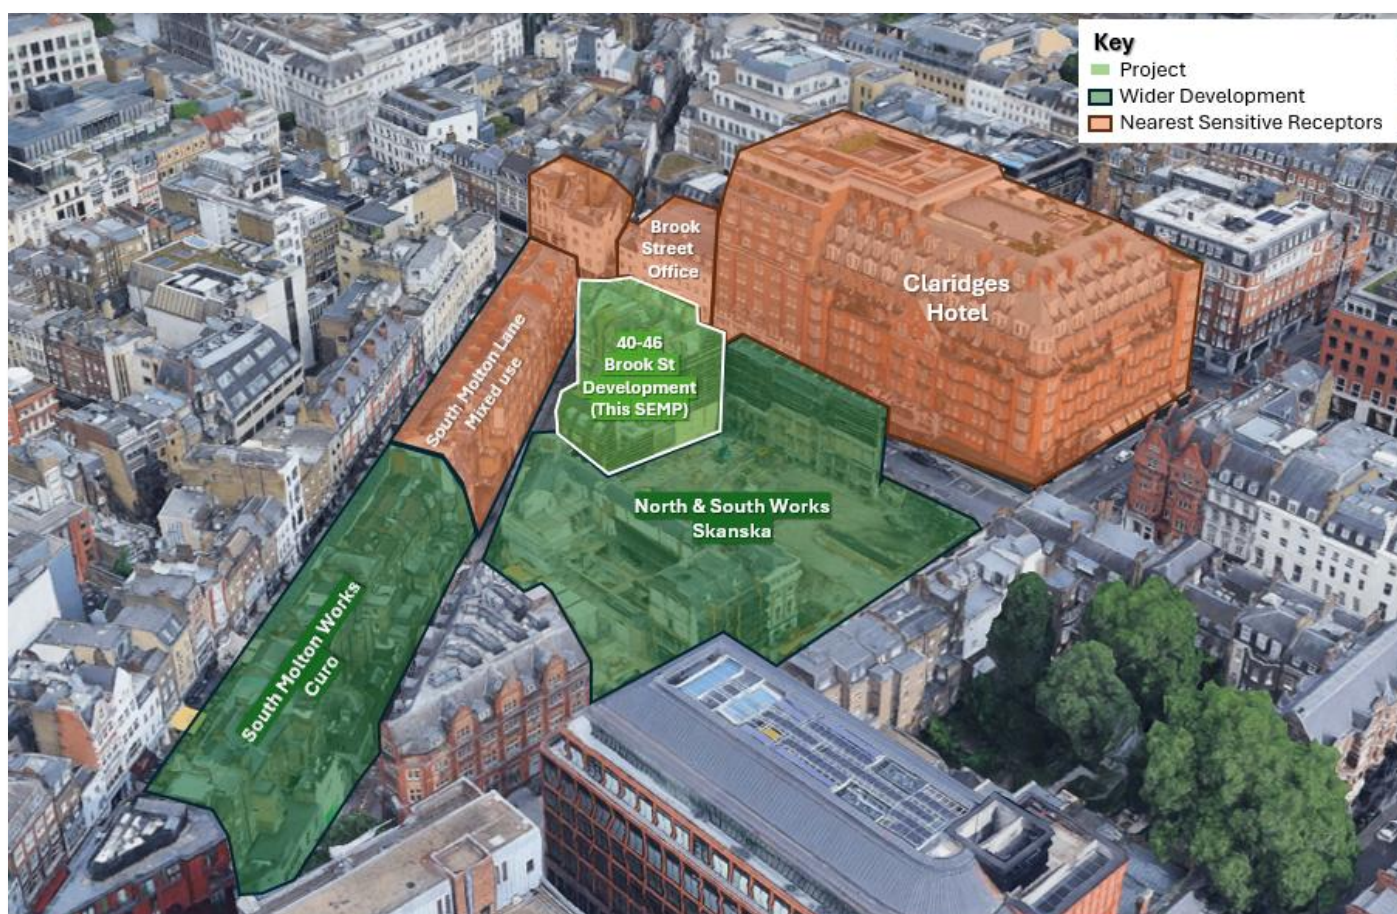 Key
Project
Wider Development
Nearest Sensitive Receptors
Brook
Street
Office
Claridges
Hotel
40-46
Brook St
Development
(This SEMP)
South Molton Lane
Mixed use
North & South Works
Skanska
South Molton Works
Curo